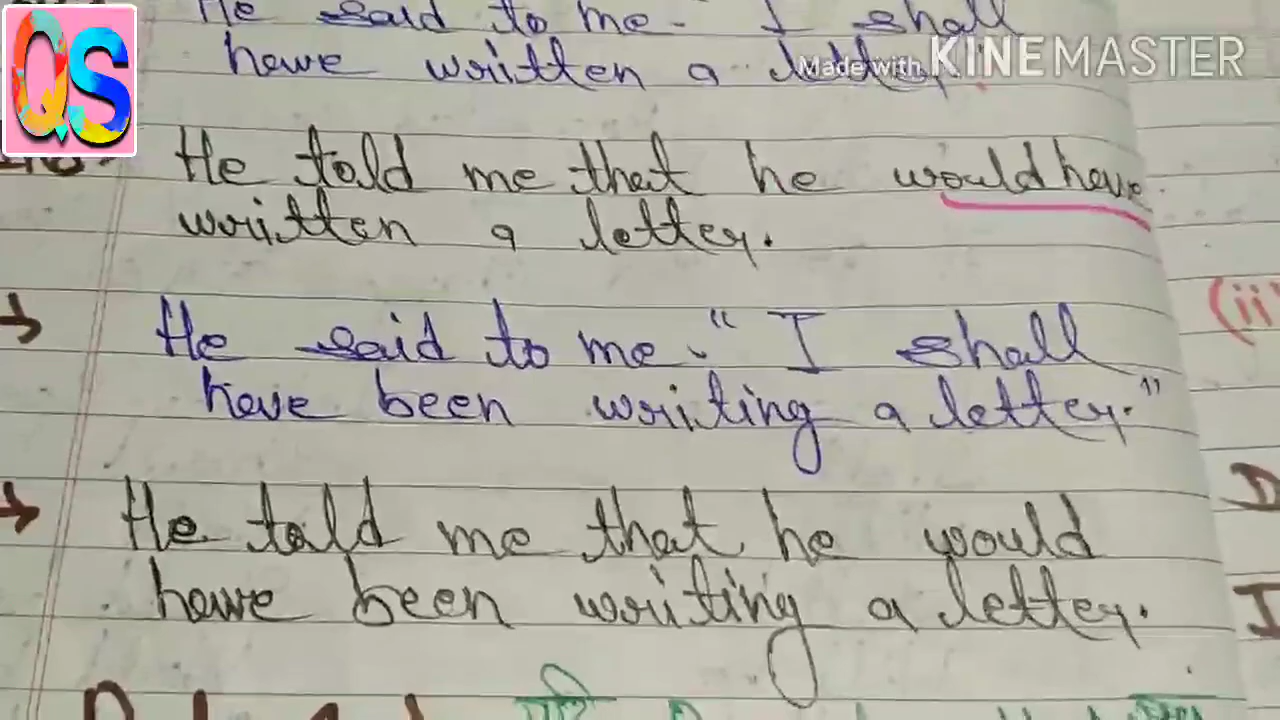 QS
He said to me - I shall
have written a letter.
Made with KINEMASTER
He told me that he would have
written a letter.
→ He said to me. " I shall
have been writing a letter."
(ii)
→ He told me that he would
have been writing a letter.
D
I